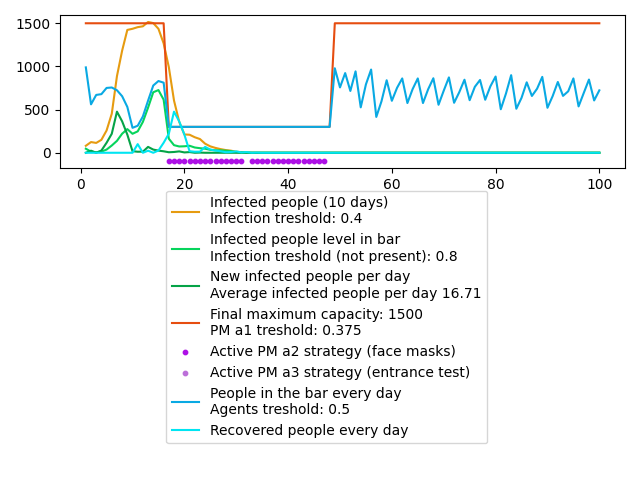 1500
1000
500
0
0 20 40 60 80 100
Infected people (10 days)
Infection treshold: 0.4
Infected people level in bar
Infection treshold (not present): 0.8
New infected people per day
Average infected people per day 16.71
Final maximum capacity: 1500
PM a1 treshold: 0.375
Active PM a2 strategy (face masks)
Active PM a3 strategy (entrance test)
People in the bar every day
Agents treshold: 0.5
Recovered people every day